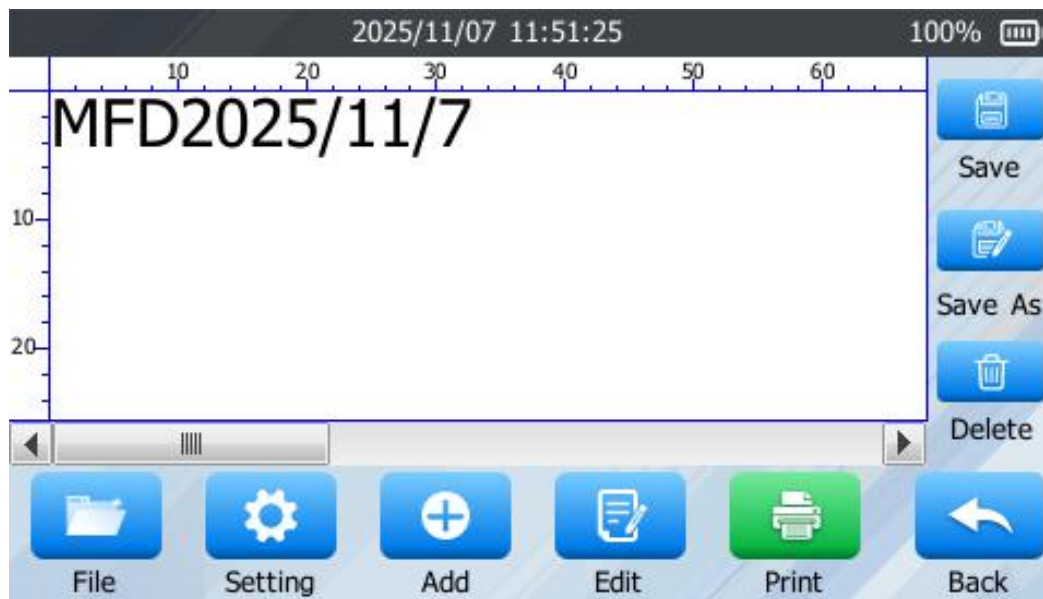 2025/11/07 11:51:25 100%
10 20 30 40 50 60
MFD2025/11/7
10
20
Save
Save As
Delete
File Setting Add Edit Print Back